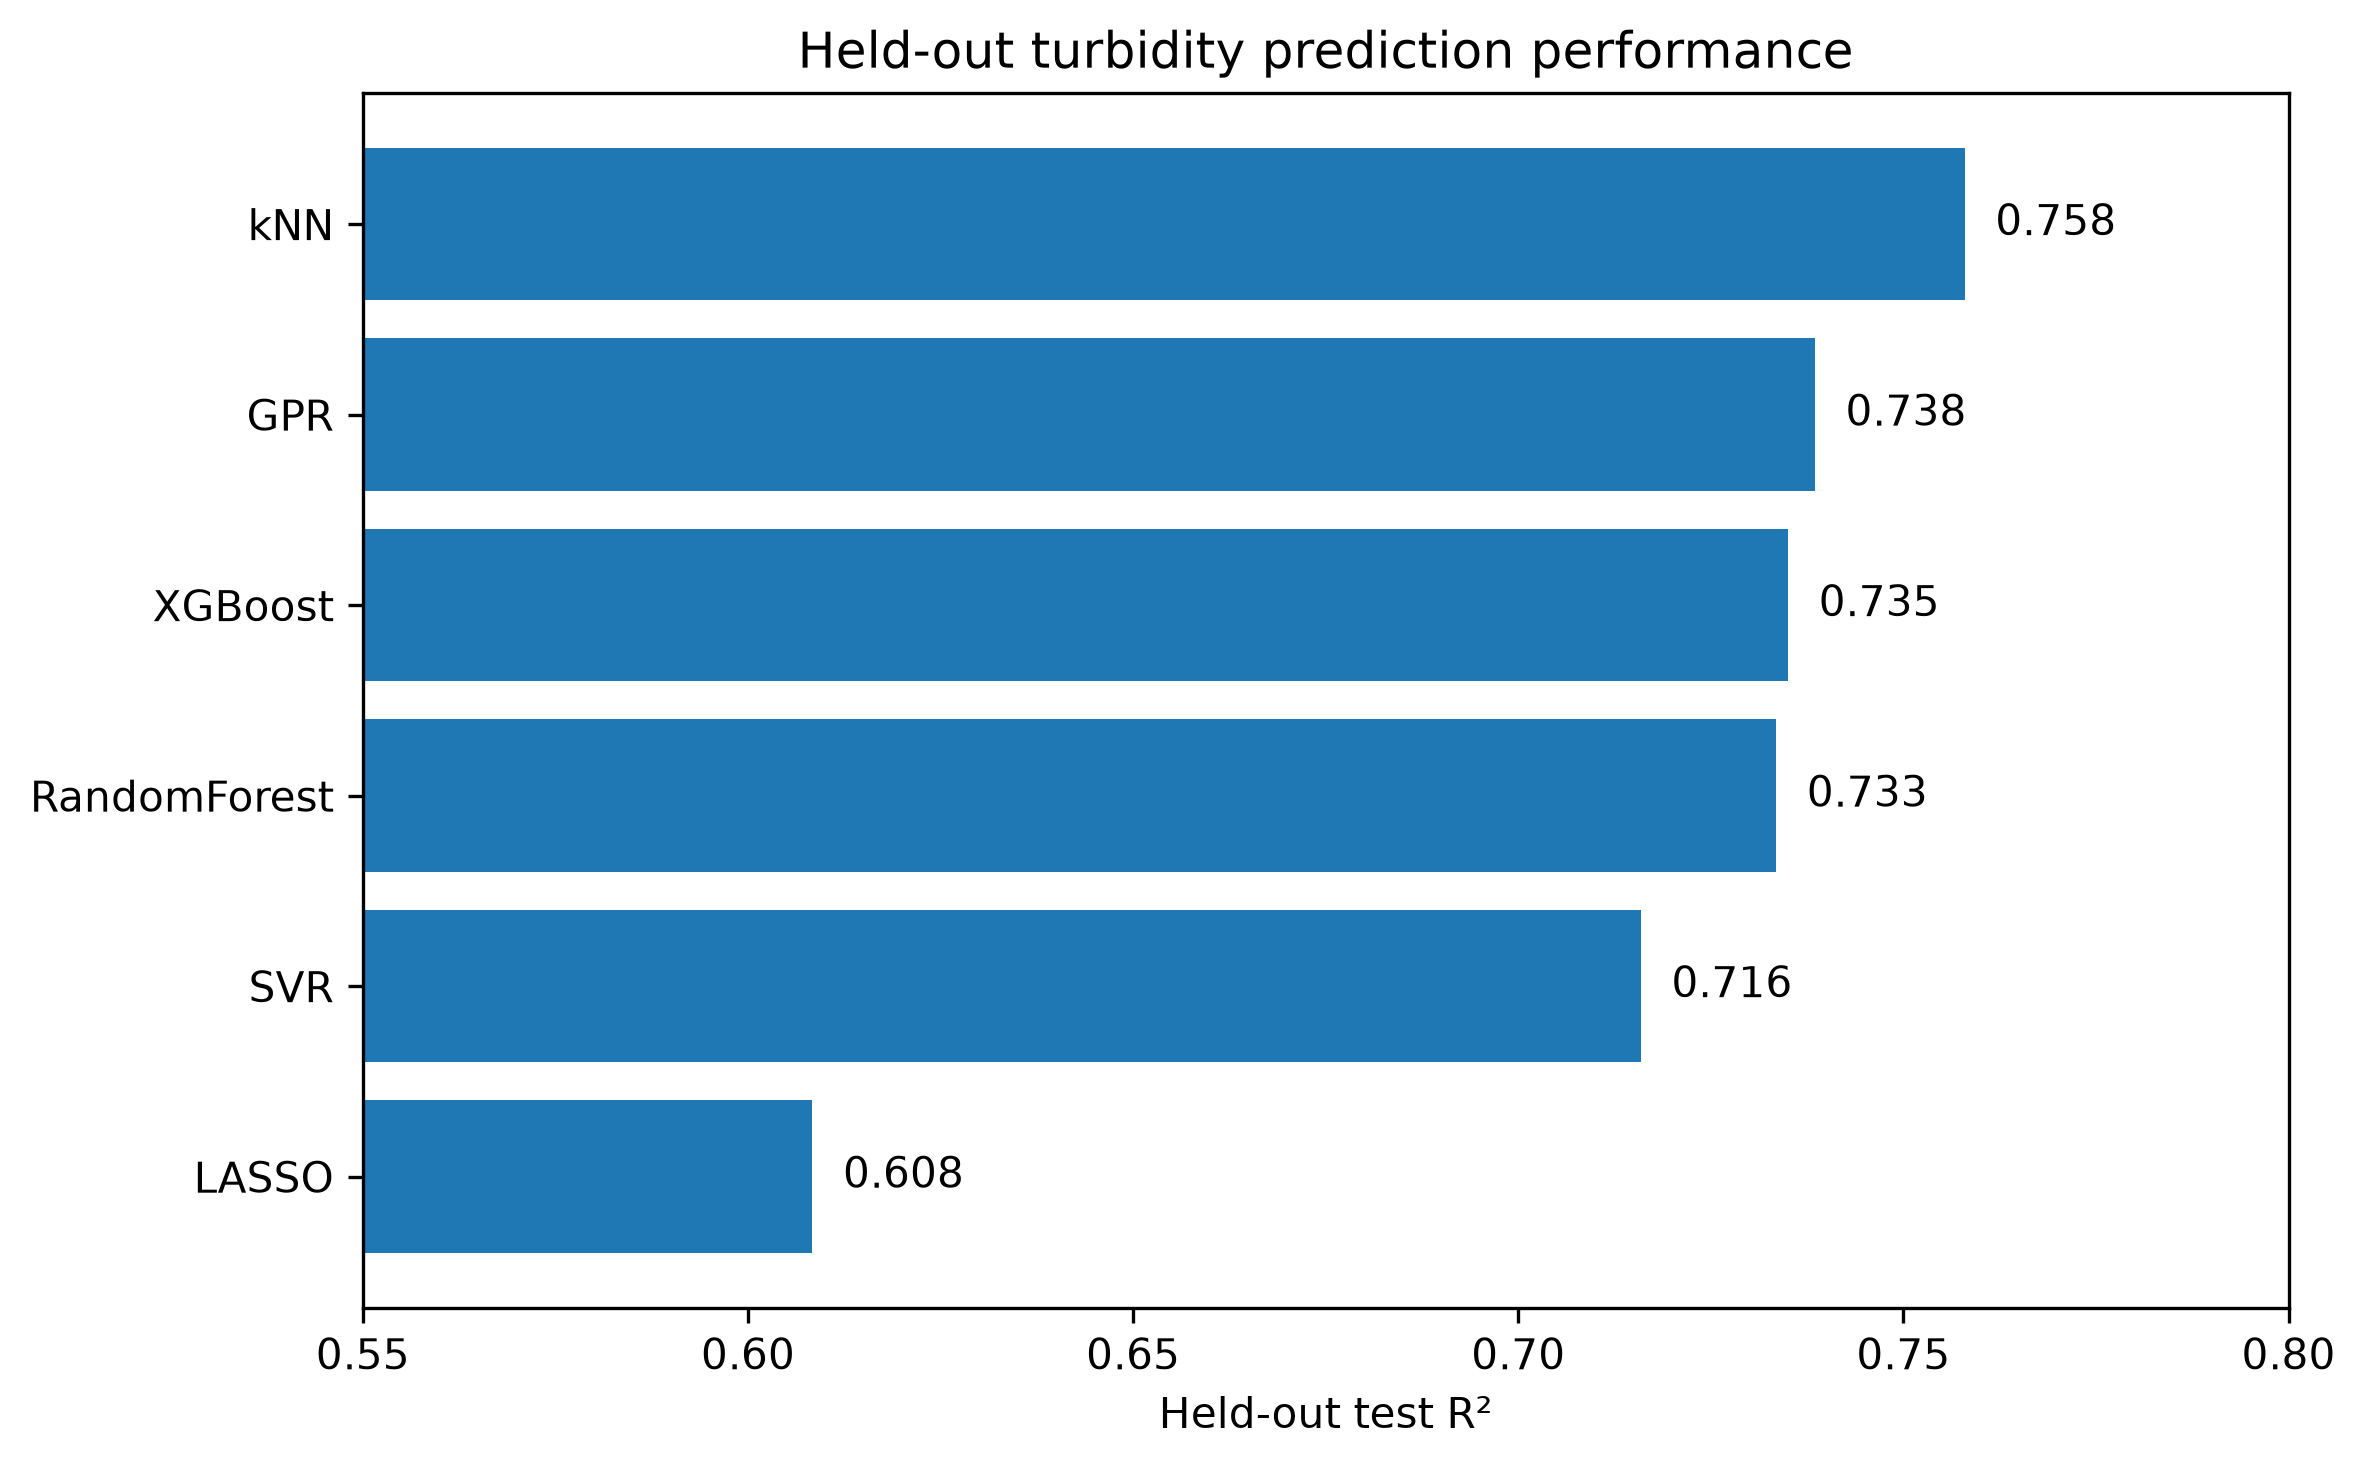 Held-out turbidity prediction performance
kNN
0.758
GPR
0.738
XGBoost
0.735
RandomForest
0.733
SVR
0.716
LASSO
0.608
0.55 0.60 0.65 0.70 0.75 0.80
Held-out test R²